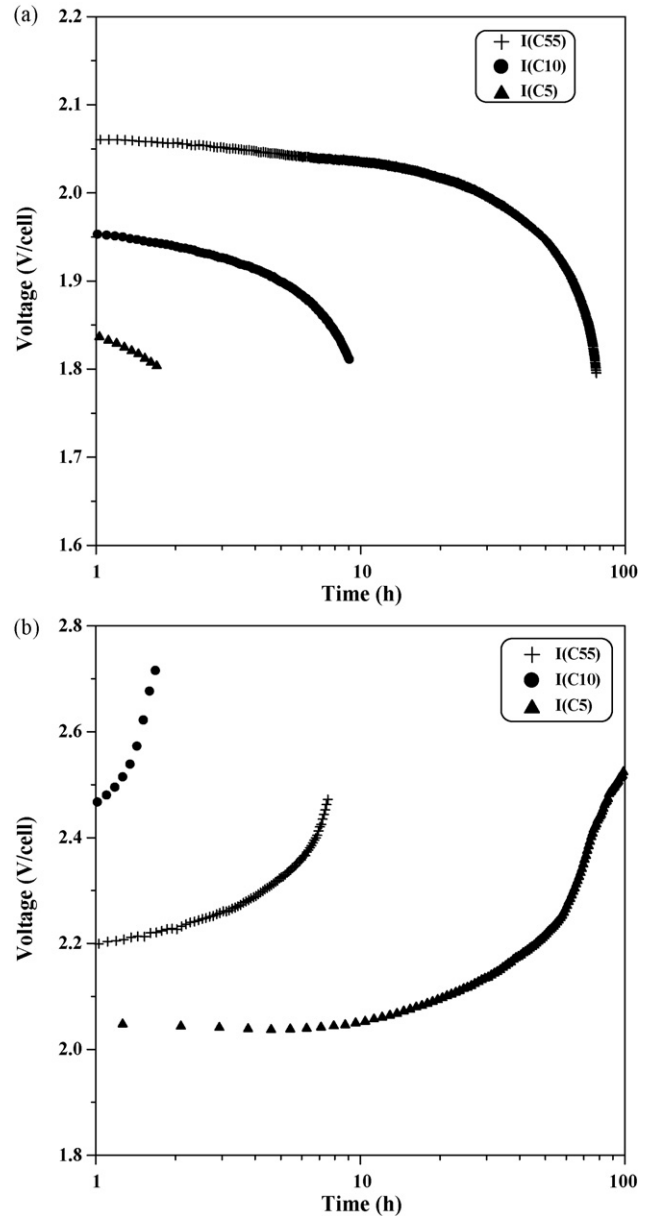 (a)
2.2
2.1
2.0
1.9
1.8
1.7
1.6
Voltage (V/cell)
I(C55)
I(C10)
I(C5)
1
10
100
Time (h)
(b)
2.8
2.6
2.4
2.2
2.0
1.8
Voltage (V/cell)
I(C55)
I(C10)
I(C5)
1
10
100
Time (h)